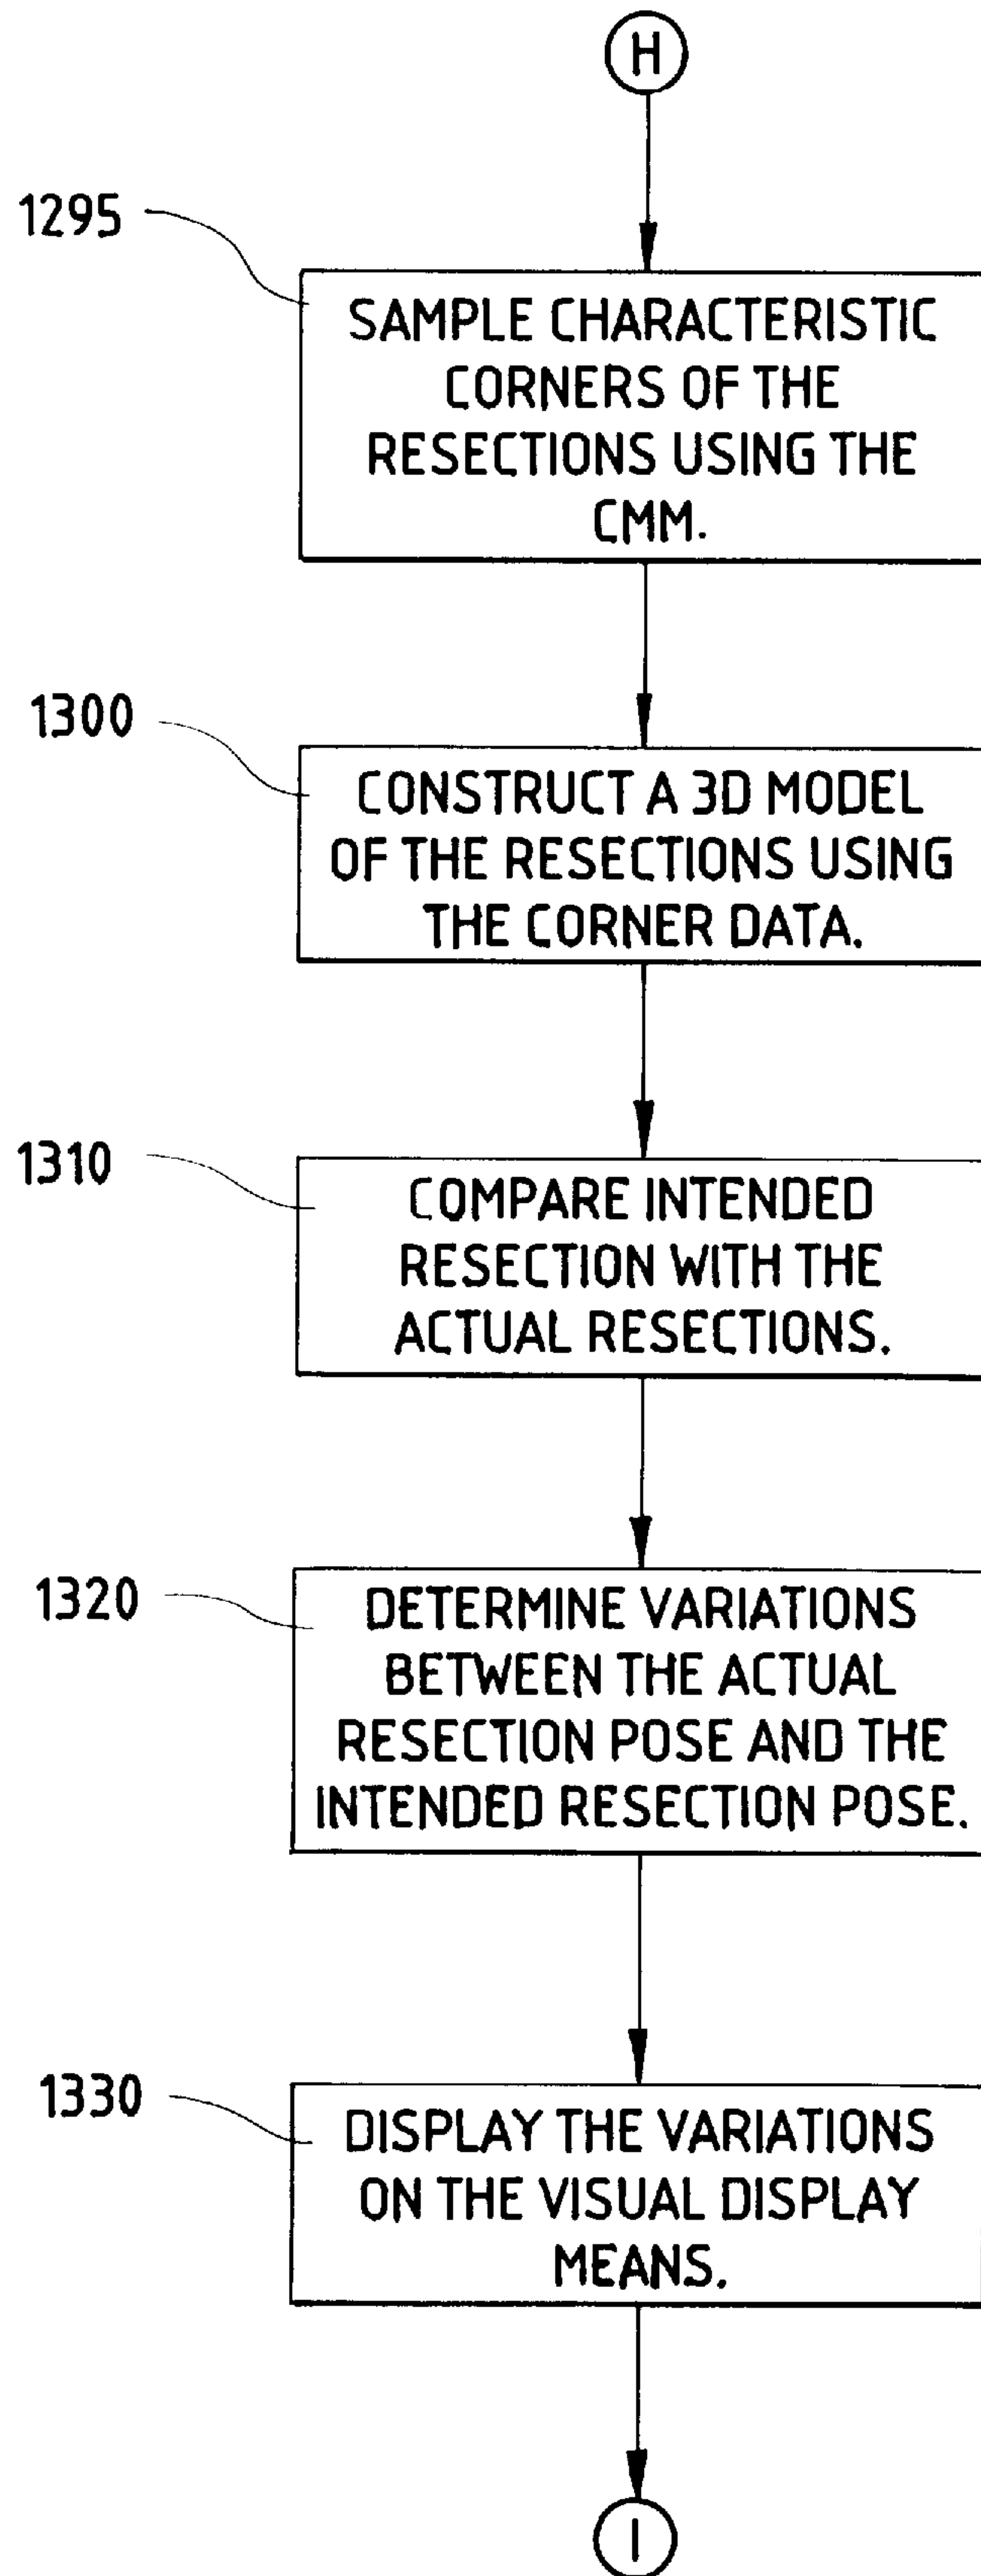 H
1295
SAMPLE CHARACTERISTIC
CORNERS OF THE
RESECTIONS USING THE
CMM.
1300
CONSTRUCT A 3D MODEL
OF THE RESECTIONS USING
THE CORNER DATA.
1310
COMPARE INTENDED
RESECTION WITH THE
ACTUAL RESECTIONS.
1320
DETERMINE VARIATIONS
BETWEEN THE ACTUAL
RESECTION POSE AND THE
INTENDED RESECTION POSE.
1330
DISPLAY THE VARIATIONS
ON THE VISUAL DISPLAY
MEANS.
I